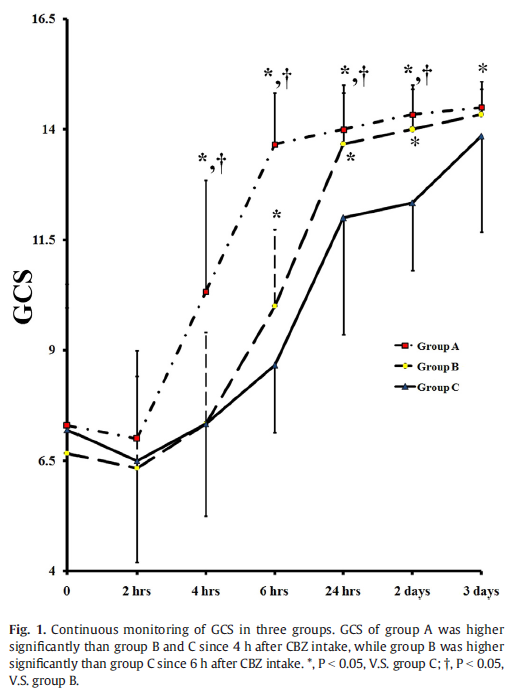 16.5
*,†
*,†
*,†
*
14
*
*
*,†
*
11.5
GCS
9
Group A
Group B
Group C
6.5
4
0 2 hrs 4 hrs 6 hrs 24 hrs 2 days 3 days
Fig. 1. Continuous monitoring of GCS in three groups. GCS of group A was higher
significantly than group B and C since 4 h after CBZ intake, while group B was higher
significantly than group C since 6 h after CBZ intake. *, P < 0.05, V.S. group C; †, P < 0.05,
V.S. group B.